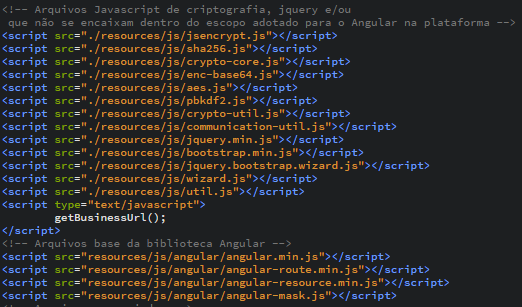 <!-- Arquivos Javascript de criptografia, jquery e/ou
que não se encaixam dentro do escopo adotado para o Angular na plataforma -->
<script src="./resources/js/jsencrypt.js"></script>
<script src="./resources/js/sha256.js"></script>
<script src="./resources/js/crypto-core.js"></script>
<script src="./resources/js/enc-base64.js"></script>
<script src="./resources/js/aes.js"></script>
<script src="./resources/js/pbkdf2.js"></script>
<script src="./resources/js/crypto-util.js"></script>
<script src="./resources/js/communication-util.js"></script>
<script src="./resources/js/jquery.min.js"></script>
<script src="./resources/js/bootstrap.min.js"></script>
<script src="./resources/js/jquery.bootstrap.wizard.js"></script>
<script src="./resources/js/wizard.js"></script>
<script src="./resources/js/util.js"></script>
<script type="text/javascript">
getBusinessUrl();
</script>
<!-- Arquivos base da biblioteca Angular -->
<script src="resources/js/angular/angular.min.js"></script>
<script src="resources/js/angular/angular-route.min.js"></script>
<script src="resources/js/angular/angular-resource.min.js"></script>
<script src="resources/js/angular/angular-mask.js"></script>